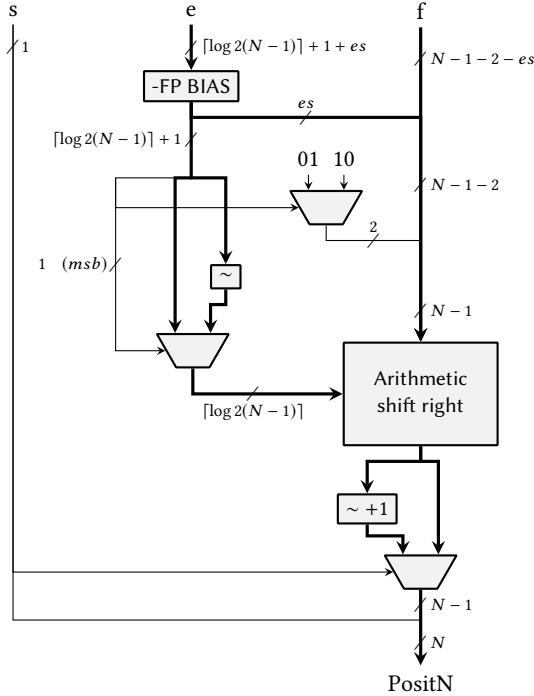 s
e
f
1
⌈log 2(N − 1)⌉ + 1 + es
N − 1 − 2 − es
-FP BIAS
es
⌈log 2(N − 1)⌉ + 1
01 10
N − 1 − 2
2
1 (msb)
~
N − 1
Arithmetic
shift right
⌈log 2(N − 1)⌉
~ +1
N − 1
N
PositN